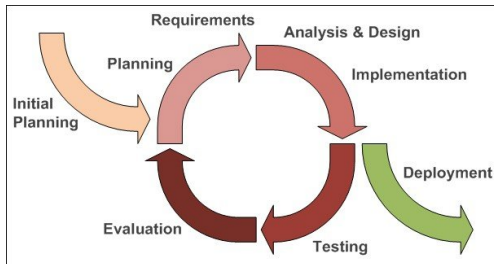 Requirements
Analysis & Design
Planning
Implementation
Initial
Planning
Deployment
Evaluation
Testing